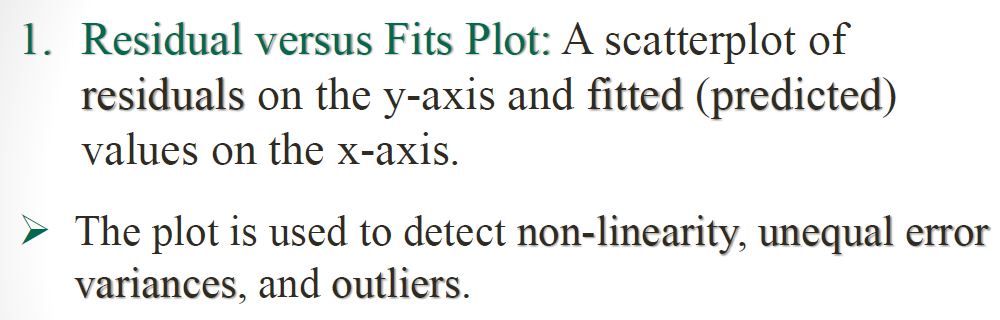 1. Residual versus Fits Plot: A scatterplot of
residuals on the y-axis and fitted (predicted)
values on the x-axis.
➢ The plot is used to detect non-linearity, unequal error
variances, and outliers.